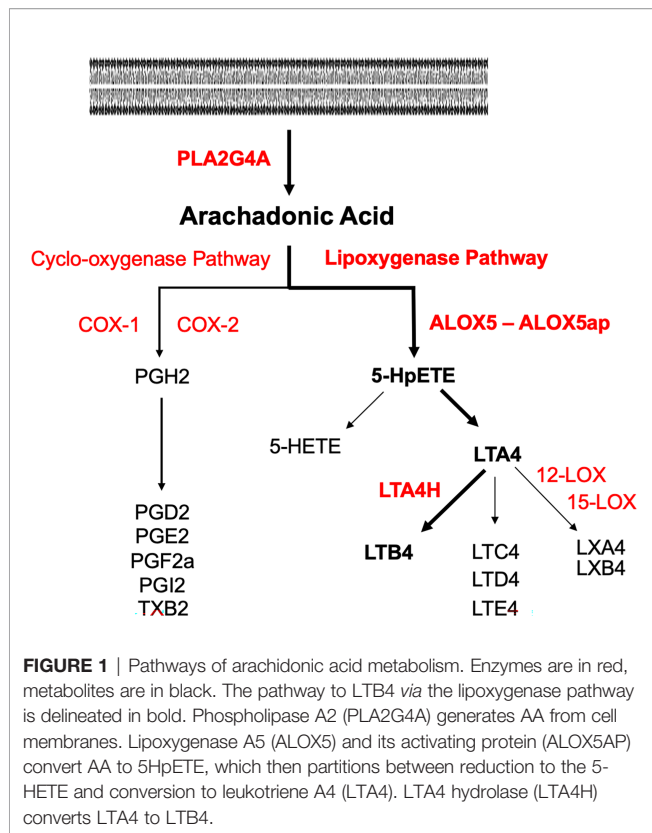 PLA2G4A
Arachadonic Acid
Cyclo-oxygenase Pathway
Lipoxygenase Pathway
COX-1
COX-2
ALOX5 – ALOX5ap
PGH2
5-HpETE
5-HETE
LTA4
12-LOX
15-LOX
LTA4H
PGD2
PGE2
PGF2a
PGI2
TXB2
LTB4
LTC4
LTD4
LTE4
LXA4
LXB4
FIGURE 1 | Pathways of arachidonic acid metabolism. Enzymes are in red,
metabolites are in black. The pathway to LTB4 via the lipoxygenase pathway
is delineated in bold. Phospholipase A2 (PLA2G4A) generates AA from cell
membranes. Lipoxygenase A5 (ALOX5) and its activating protein (ALOX5AP)
convert AA to 5HpETE, which then partitions between reduction to the 5-
HETE and conversion to leukotriene A4 (LTA4). LTA4 hydrolase (LTA4H)
converts LTA4 to LTB4.